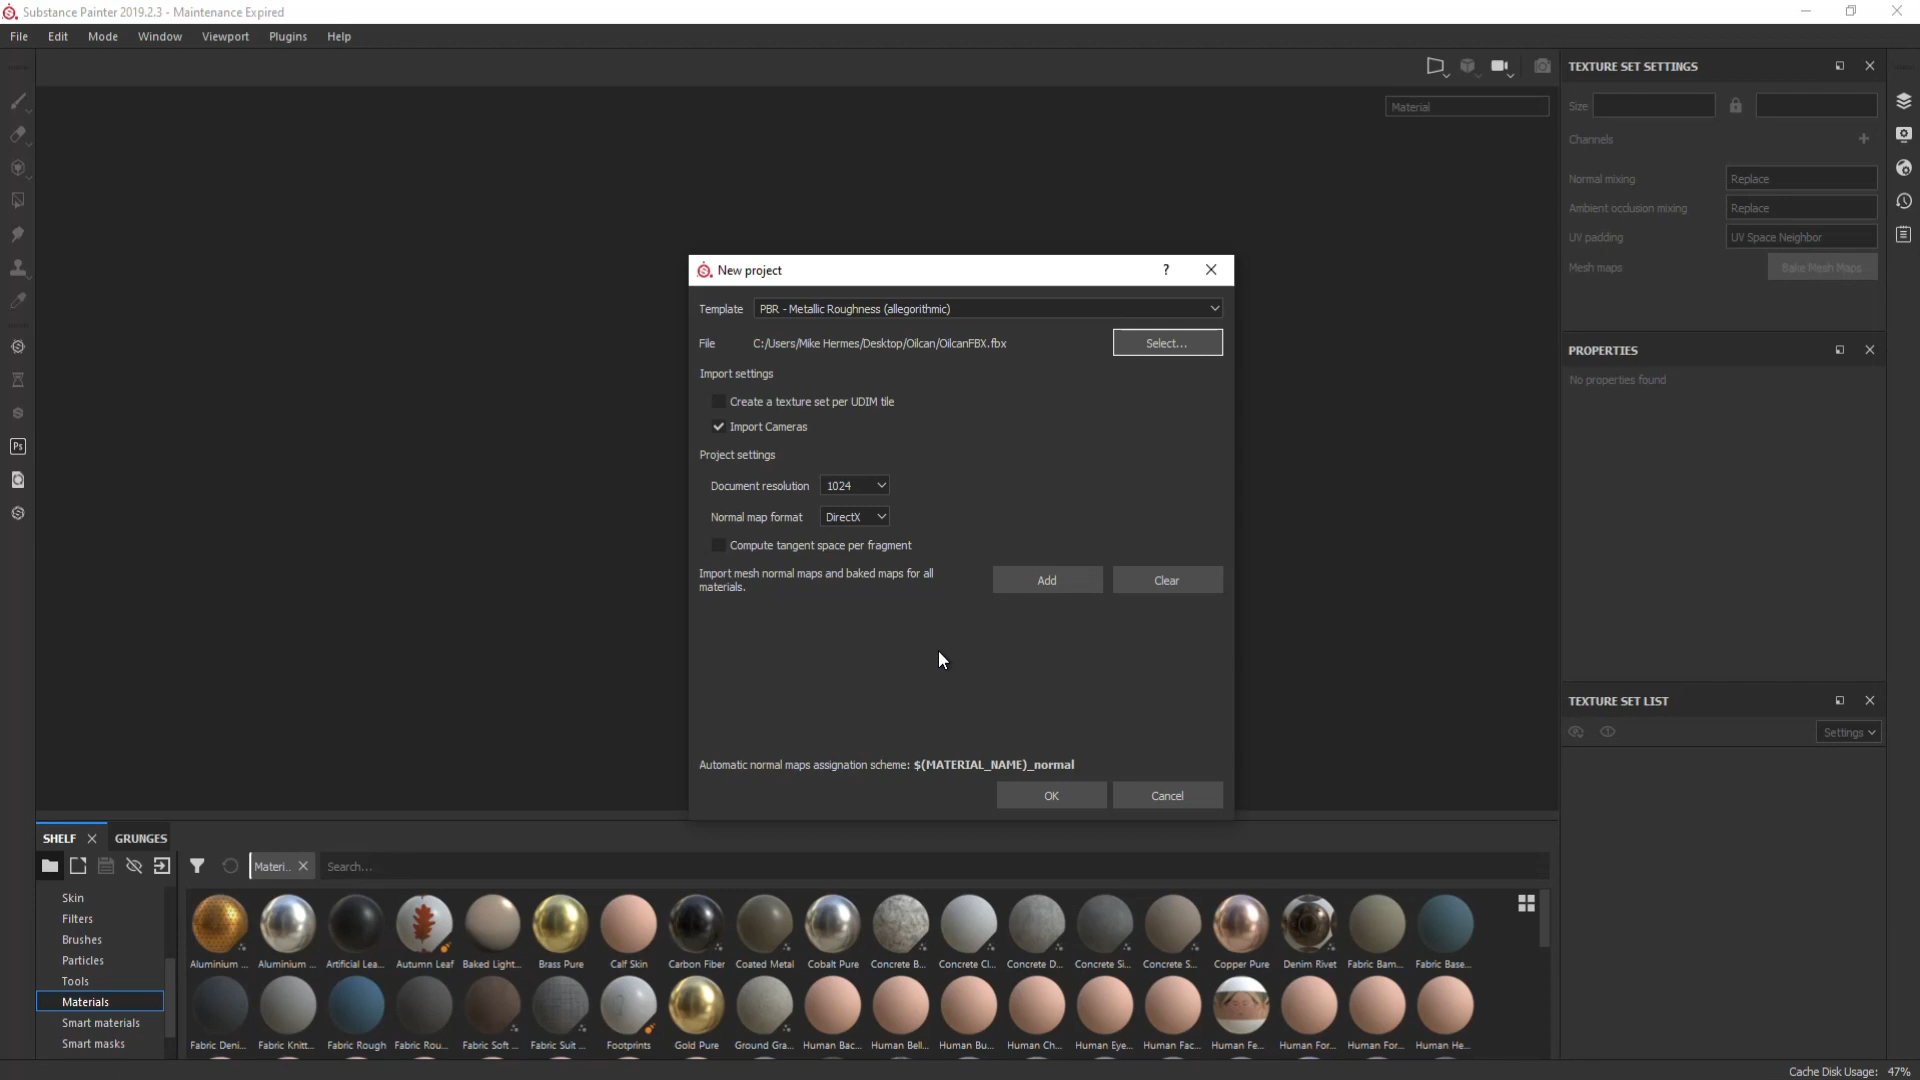 Substance Painter 2019.2.3 - Maintenance Expired
File Edit Mode Window Viewport Plugins Help
TEXTURE SET SETTINGS
Material
Size
Channels
Normal mixing Replace
Ambient occlusion mixing Replace
UV padding UV Space Neighbor
Mesh maps Bake Mesh Maps
PROPERTIES
No properties found
TEXTURE SET LIST
Settings
New project ?
Template PBR - Metallic Roughness (allegorithmic)
File C:/Users/Mike Hermes/Desktop/Oilcan/OilcanFBX.fbx Select...
Import settings
Create a texture set per UDIM tile
Import Cameras
Project settings
Document resolution 1024
Normal map format DirectX
Compute tangent space per fragment
Import mesh normal maps and baked maps for all
materials.
Add Clear
Automatic normal maps assignation scheme: $(MATERIAL_NAME)_normal
OK Cancel
Ps
SHELF GRUNGES
Materi.. Search...
Skin
Filters
Brushes
Particles
Tools
Materials
Smart materials
Smart masks
Aluminium ... Aluminium ... Artificial Lea... Autumn Leaf Baked Light... Brass Pure Calf Skin Carbon Fiber Coated Metal Cobalt Pure Concrete B... Concrete Cl... Concrete D... Concrete Si... Concrete S... Copper Pure Denim Rivet Fabric Bam... Fabric Base...
Fabric Deni... Fabric Knitt... Fabric Rough Fabric Rou... Fabric Soft ... Fabric Suit ... Footprints Gold Pure Ground Gra... Human Bac... Human Bell... Human Bu... Human Ch... Human Eye... Human Fac... Human Fe... Human For... Human For... Human He...
Cache Disk Usage: 47%